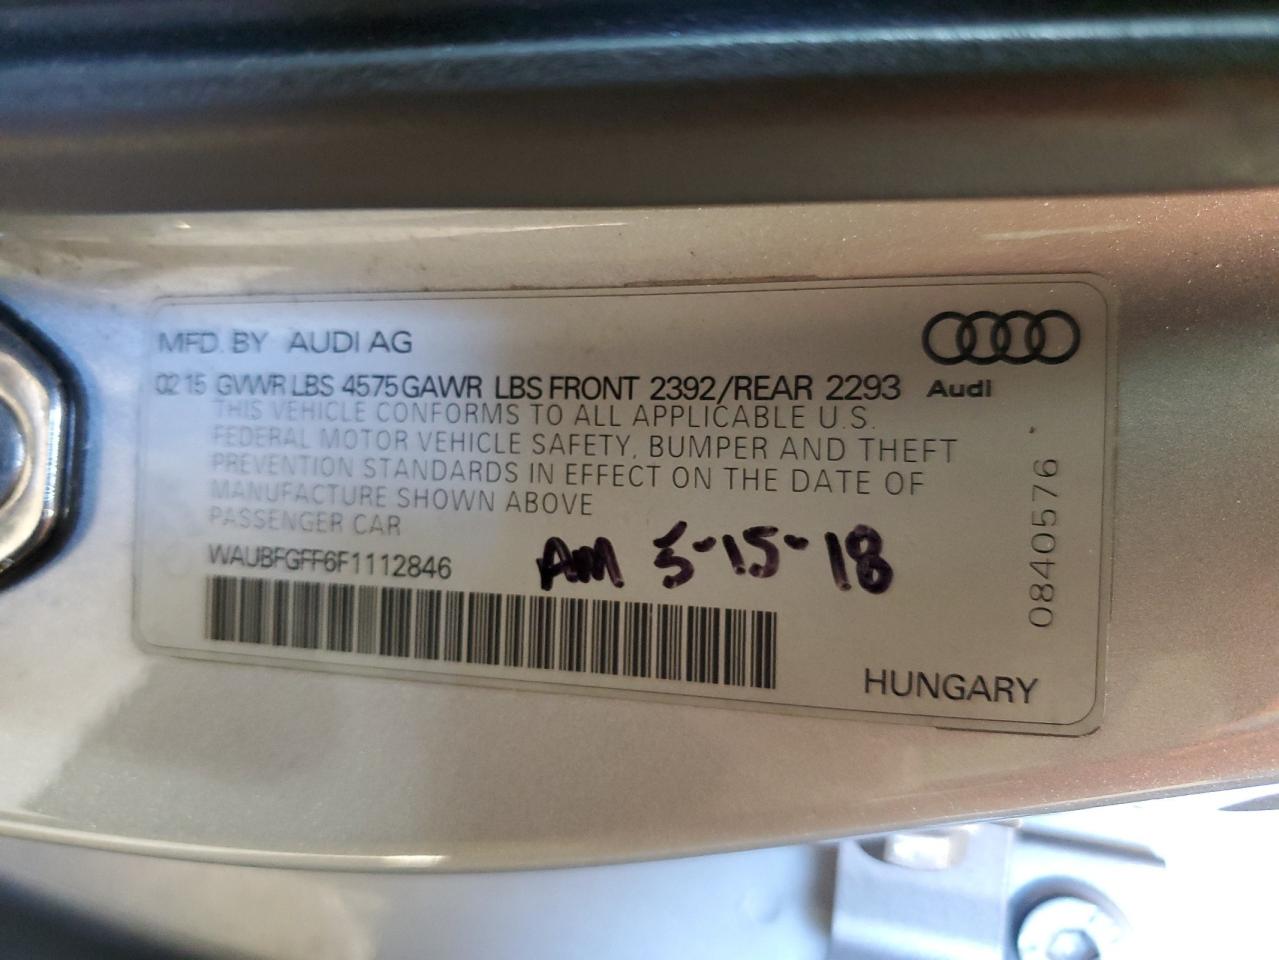 MFD. BY AUDI AG
02 15 GVWR LBS 4575 GAWR LBS FRONT 2392/REAR 2293
Audi
THIS VEHICLE CONFORMS TO ALL APPLICABLE U.S.
FEDERAL MOTOR VEHICLE SAFETY, BUMPER AND THEFT
PREVENTION STANDARDS IN EFFECT ON THE DATE OF
MANUFACTURE SHOWN ABOVE
PASSENGER CAR
WAUBFGFF6F1112846
AM 5-15-18
0840576
HUNGARY